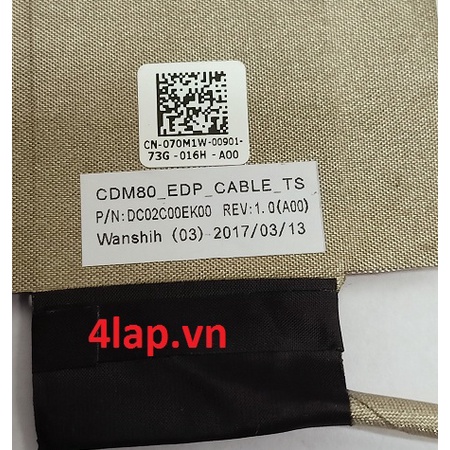 CN-070M1W-00901-
73G -016H - A00
CDM80_EDP_CABLE_TS
P/N:DC02C00EK00 REV:1.0(A00)
Wanshih (03) 2017/03/13
4lap.vn